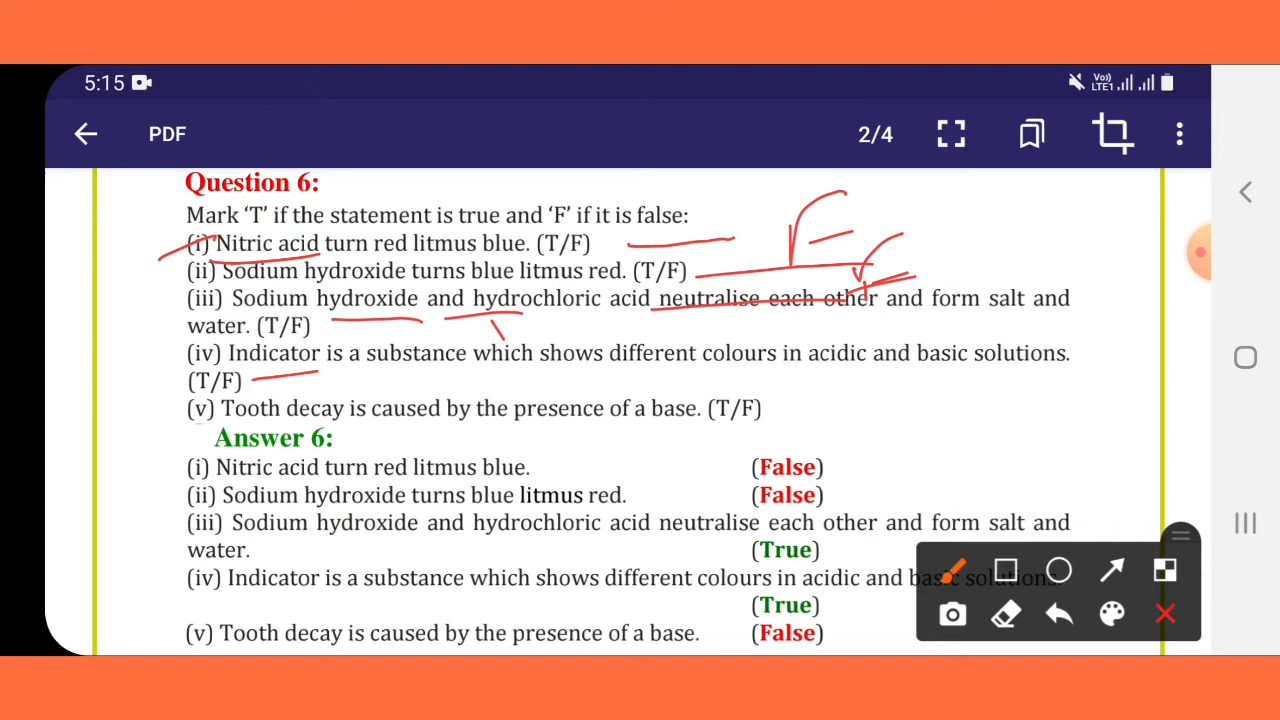 5:15
Vo))
LTE1
PDF
2/4
Question 6:
Mark ‘T’ if the statement is true and ‘F’ if it is false:
(i) Nitric acid turn red litmus blue. (T/F)
F
(ii) Sodium hydroxide turns blue litmus red. (T/F)
F
(iii) Sodium hydroxide and hydrochloric acid neutralise each other and form salt and
water. (T/F)
(iv) Indicator is a substance which shows different colours in acidic and basic solutions.
(T/F)
(v) Tooth decay is caused by the presence of a base. (T/F)
Answer 6:
(i) Nitric acid turn red litmus blue. (False)
(ii) Sodium hydroxide turns blue litmus red. (False)
(iii) Sodium hydroxide and hydrochloric acid neutralise each other and form salt and
water. (True)
(iv) Indicator is a substance which shows different colours in acidic and basic solutions.
(True)
(v) Tooth decay is caused by the presence of a base. (False)